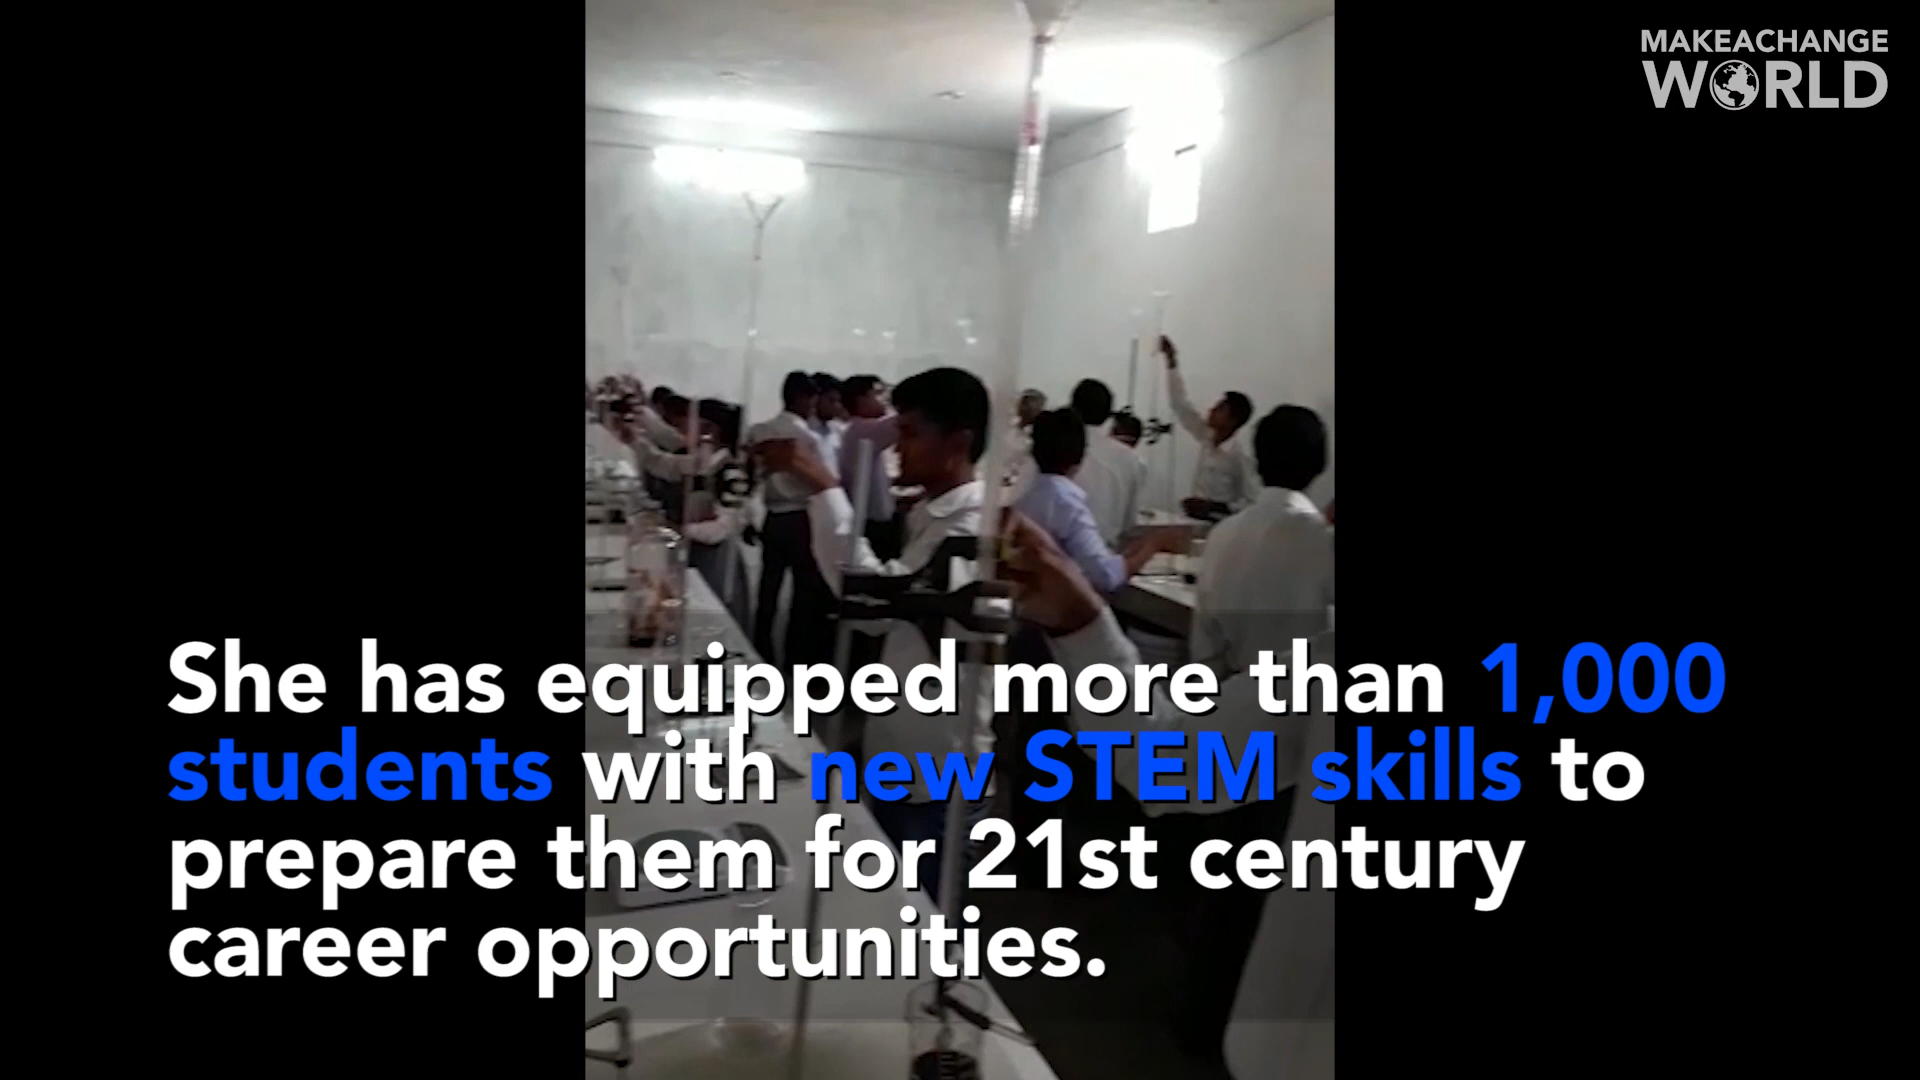 MAKEACHANGE
WORLD
She has equipped more than 1,000
students with new STEM skills to
prepare them for 21st century
career opportunities.